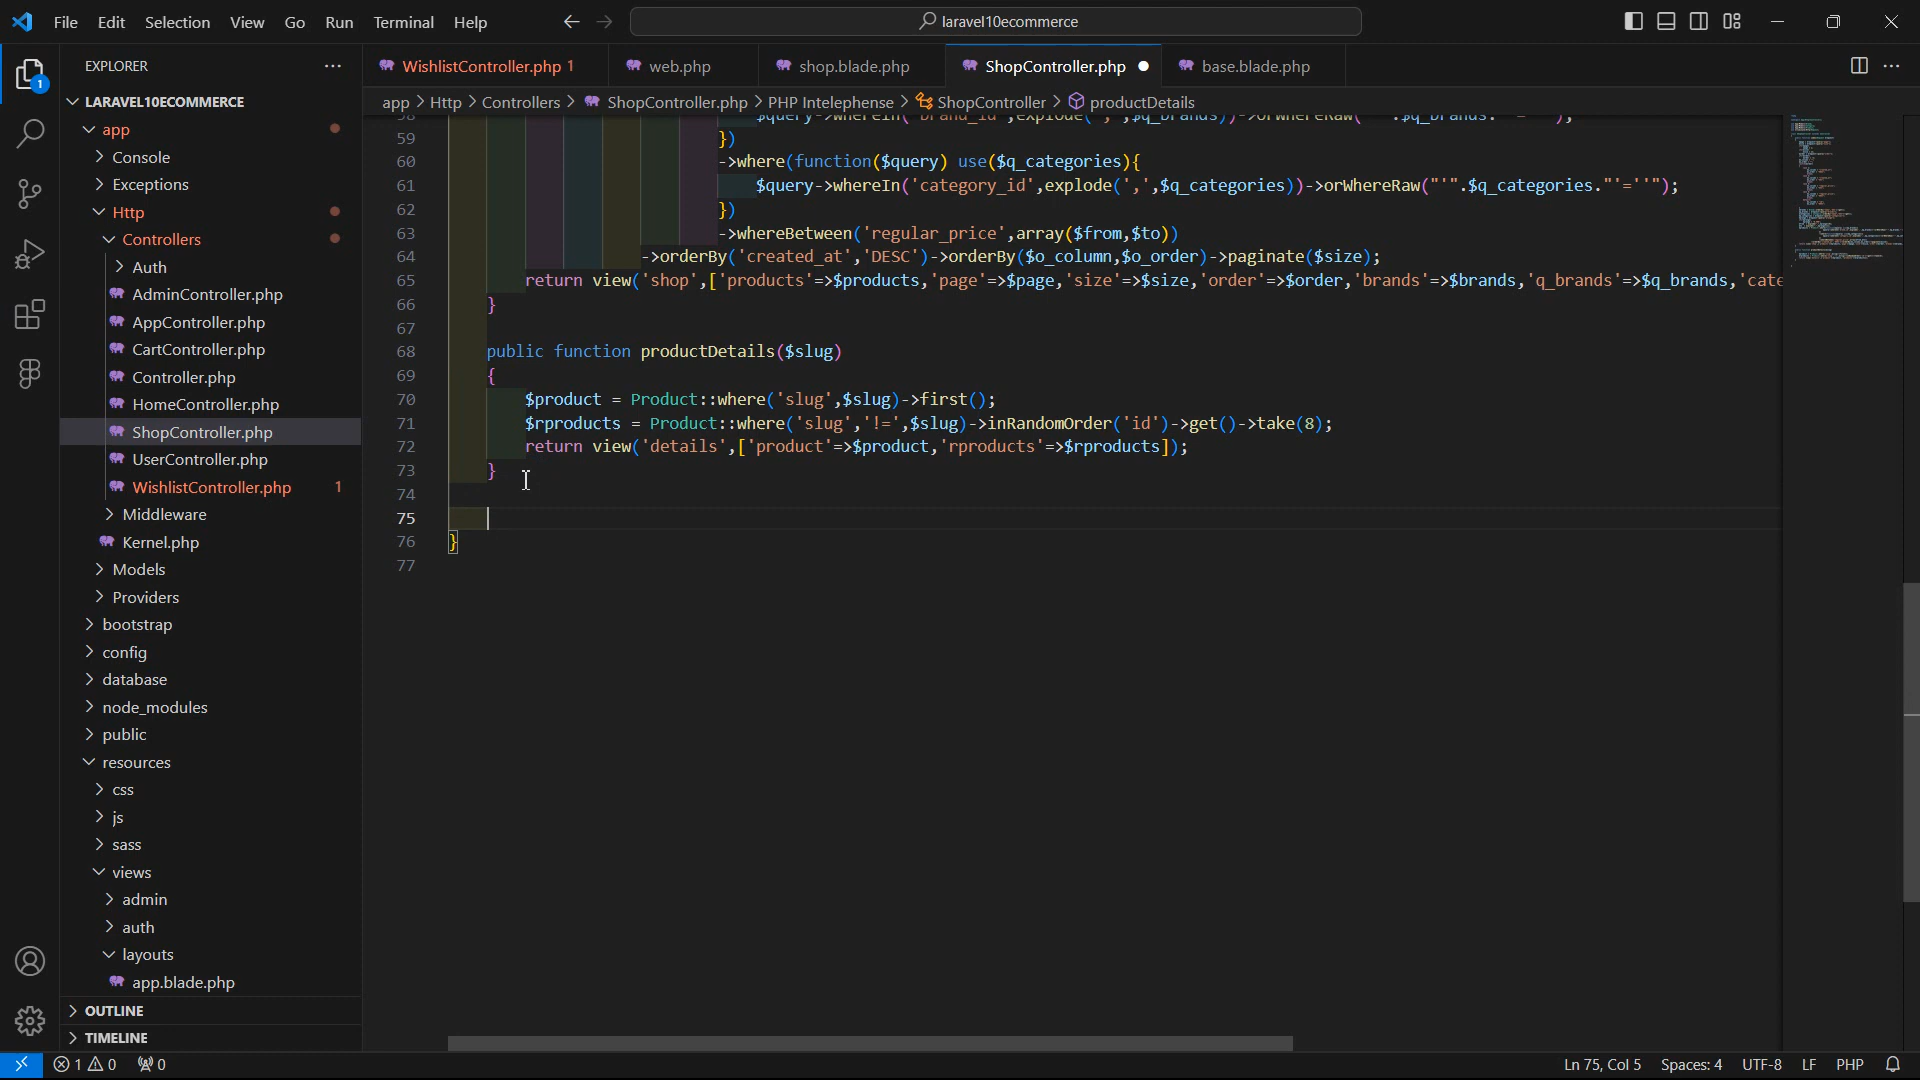 File Edit Selection View Go Run Terminal Help
laravel10ecommerce
EXPLORER
WishlistController.php 1
web.php
shop.blade.php
ShopController.php
base.blade.php
app > Http > Controllers > ShopController.php > PHP Intelephense > ShopController > productDetails
1
LARAVEL10ECOMMERCE
app
Console
Exceptions
Http
Controllers
Auth
AdminController.php
AppController.php
CartController.php
Controller.php
HomeController.php
ShopController.php
UserController.php
WishlistController.php 1
Middleware
Kernel.php
Models
Providers
bootstrap
config
database
node_modules
public
resources
css
js
sass
views
admin
auth
layouts
app.blade.php
OUTLINE
TIMELINE
59 })
60 ->where(function($query) use($q_categories){
61 $query->whereIn('category_id',explode(',',$q_categories))->orWhereRaw("'".$q_categories."'=''");
62 })
63 ->whereBetween('regular_price',array($from,$to))
64 ->orderBy('created_at','DESC')->orderBy($o_column,$o_order)->paginate($size);
65 return view('shop',['products'=>$products,'page'=>$page,'size'=>$size,'order'=>$order,'brands'=>$brands,'q_brands'=>$q_brands,'cate
66 }
67
68 public function productDetails($slug)
69 {
70 $product = Product::where('slug',$slug)->first();
71 $rproducts = Product::where('slug','!=',$slug)->inRandomOrder('id')->get()->take(8);
72 return view('details',['product'=>$product,'rproducts'=>$rproducts]);
73 }
74
75
76 }
77
1 0 0
Ln 75, Col 5 Spaces: 4 UTF-8 LF PHP